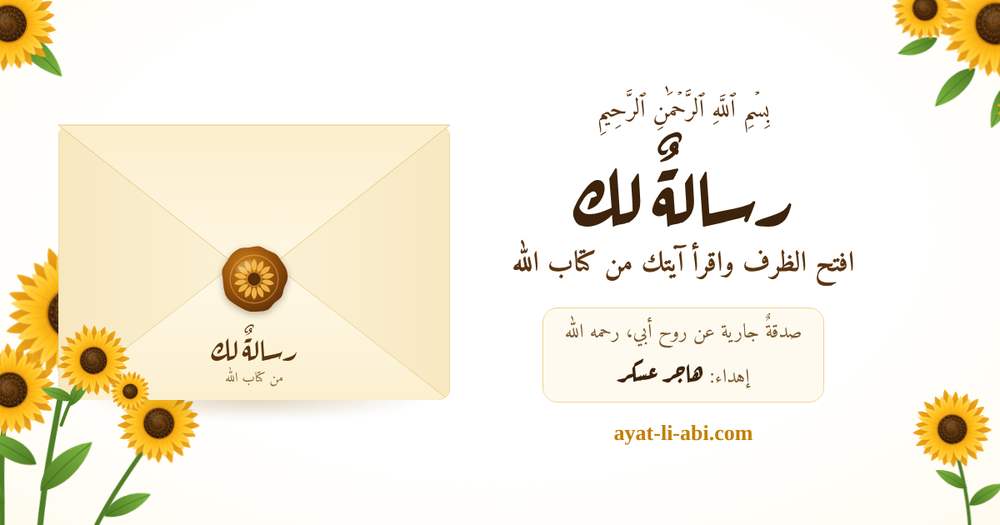 بِسْمِ ٱللَّهِ ٱلرَّحْمَٰنِ ٱلرَّحِيمِ
رسالةٌ لك
افتح الظرف واقرأ آيتك من كتاب الله
صدقةٌ جارية عن روح أبي، رحمه الله
إهداء: هاجر عسكر
ayat-li-abi.com
رسالةٌ لك
من كتاب الله